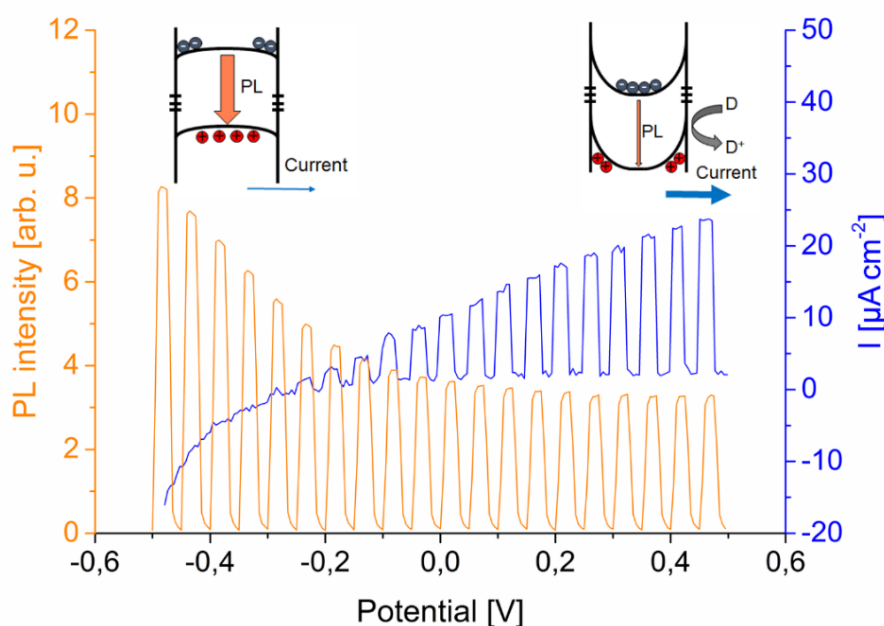 PL
Current
PL
D
D⁺
Current
PL intensity [arb. u.]
12
10
8
6
4
2
0
I [µA cm⁻²]
50
40
30
20
10
0
-10
-20
-0,6
-0,4
-0,2
0,0
0,2
0,4
0,6
Potential [V]